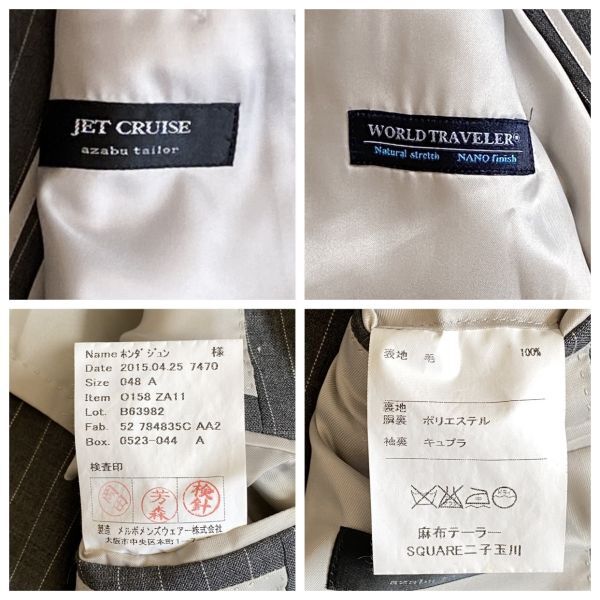 JET CRUISE
azabu tailor
WORLD TRAVELER®
Natural stretch NANO finish
Name ホンダ ジュン 様
Date 2015.04.25 7470
Size 048 A
Item O158 ZA11
Lot. B63982
Fab. 52 784835C AA2
Box. 0523-044 A
検査印
芳森
検針
製造 メルボメンズウェアー株式会社
大阪市中央区本町
表地 毛 100%
裏地
胴裏 ポリエステル
袖裏 キュプラ
麻布テーラー
SQUARE二子玉川